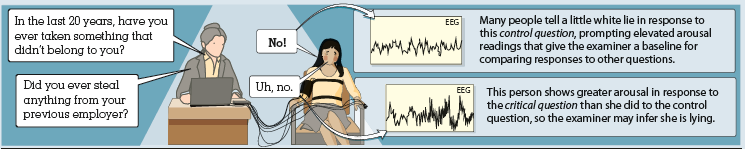 In the last 20 years, have you
ever taken something that
didn't belong to you?
No!
EEG
Many people tell a little white lie in response to
this control question, prompting elevated arousal
readings that give the examiner a baseline for
comparing responses to other questions.
Did you ever steal
anything from your
previous employer?
Uh, no.
EEG
This person shows greater arousal in response to
the critical question than she did to the control
question, so the examiner may infer she is lying.